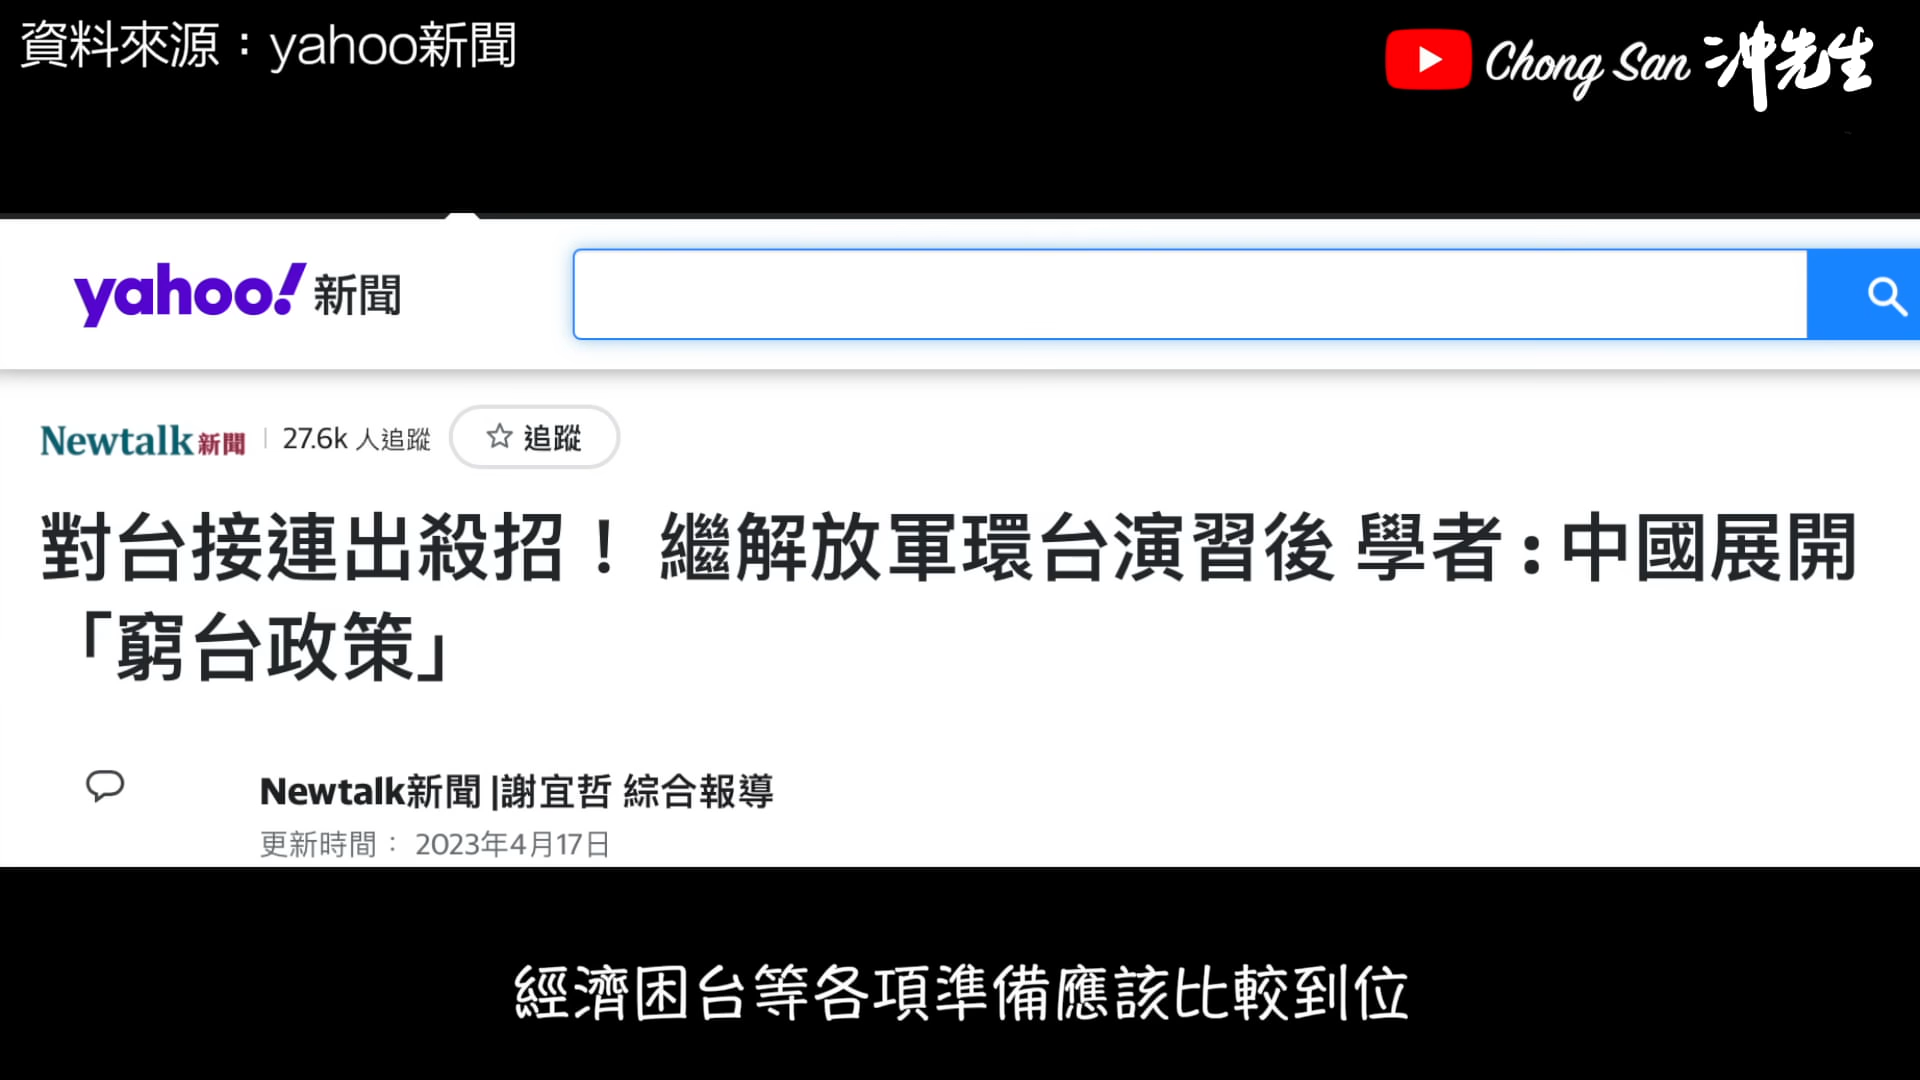 資料來源：yahoo新聞
Chong San 沖先生
yahoo!新聞
Newtalk新聞 27.6k 人追蹤 追蹤
對台接連出殺招！ 繼解放軍環台演習後 學者：中國展開
「窮台政策」
Newtalk新聞 |謝宜哲 綜合報導
更新時間： 2023年4月17日
經濟困台等各項準備應該比較到位